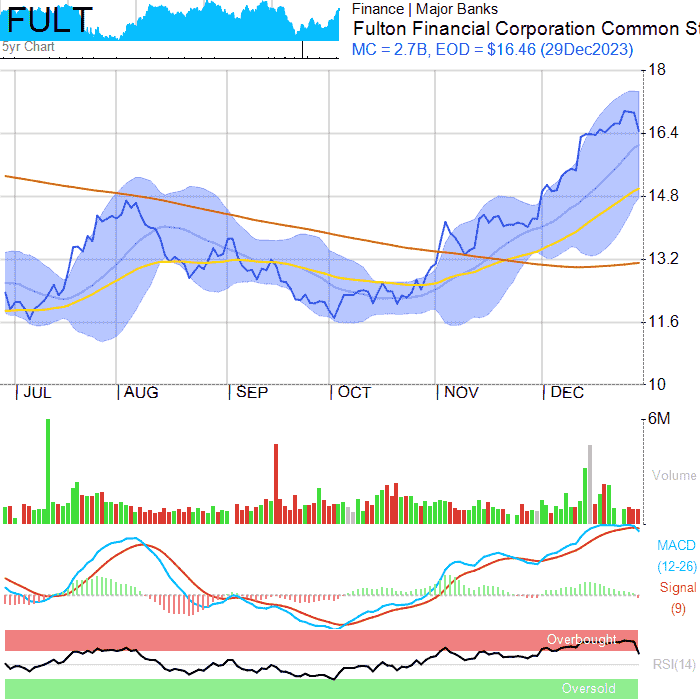 FULT
5yr Chart
Finance | Major Banks
Fulton Financial Corporation Common St
MC = 2.7B, EOD = $16.46 (29Dec2023)
18
16.4
14.8
13.2
11.6
10
JUL AUG SEP OCT NOV DEC
6M
Volume
MACD
(12-26)
Signal
(9)
Overbought
RSI(14)
Oversold